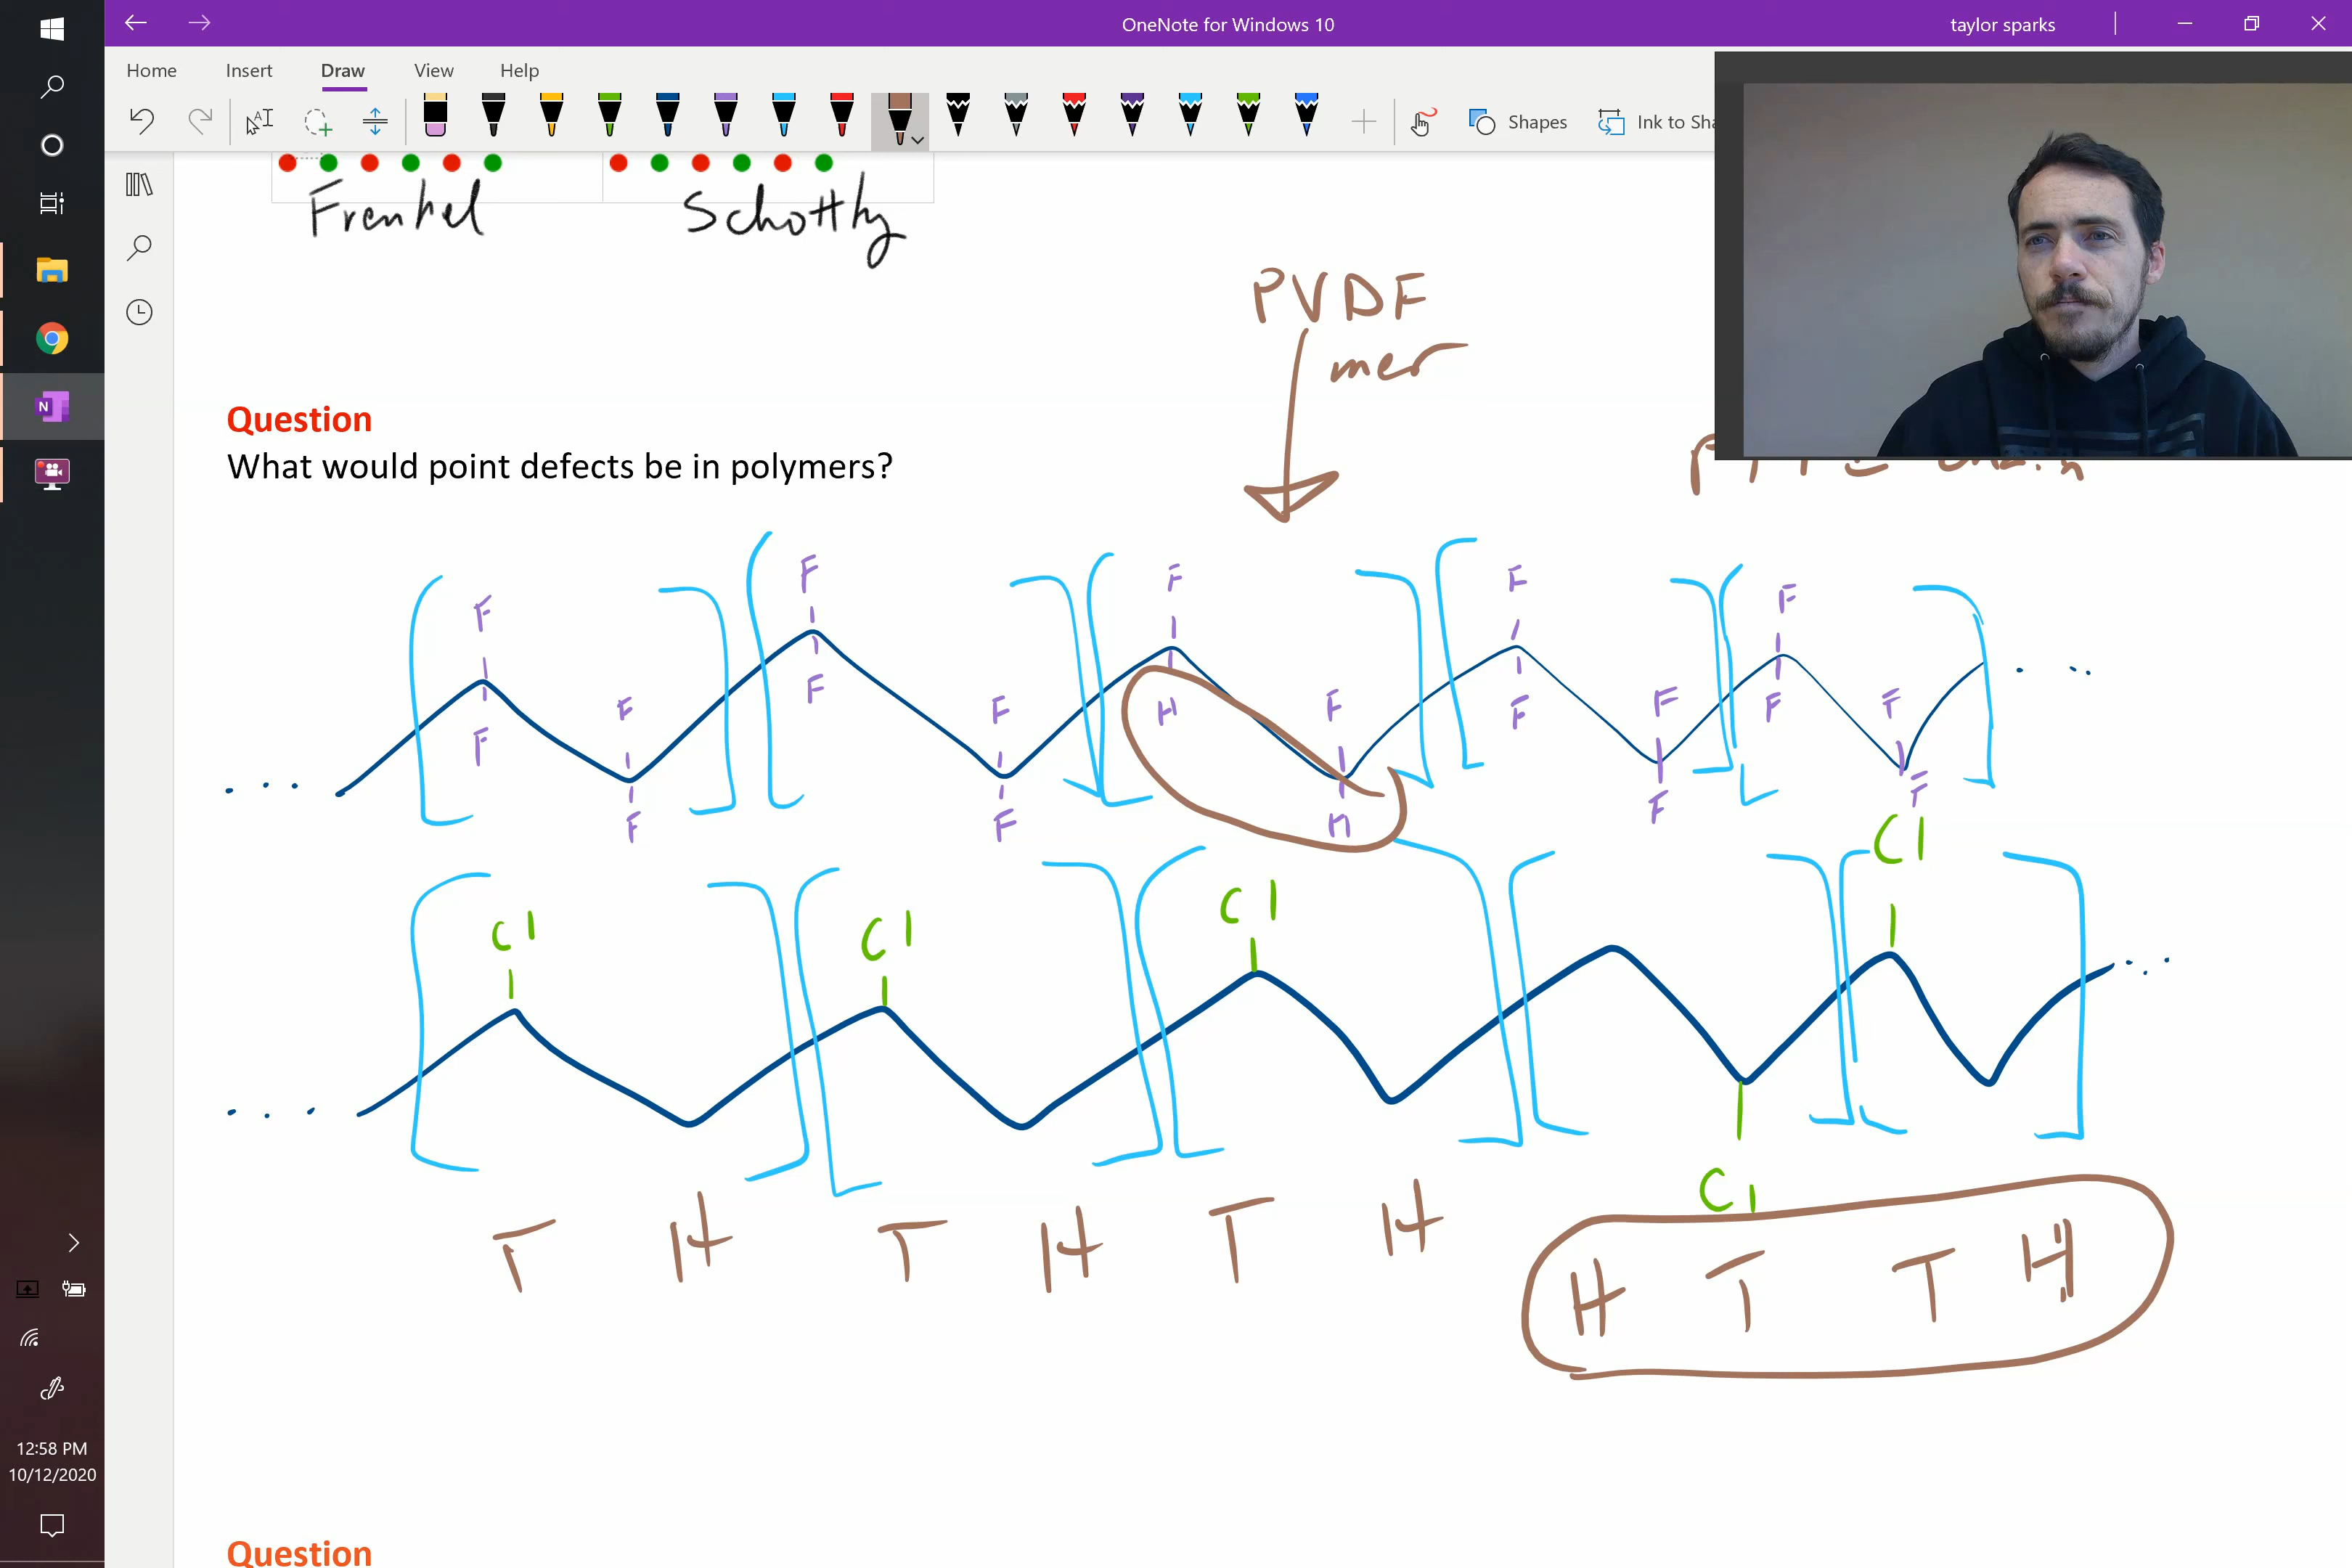 OneNote for Windows 10
taylor sparks
Home Insert Draw View Help
Shapes
Ink to Sha
Frenkel
Schottky
PVDF
mer
Question
What would point defects be in polymers?
F F F F F
F F F F F
F F H F F
F F F F F
F F H F F
Cl Cl Cl Cl
Cl
T H T H T H H T T H
12:58 PM
10/12/2020
Question